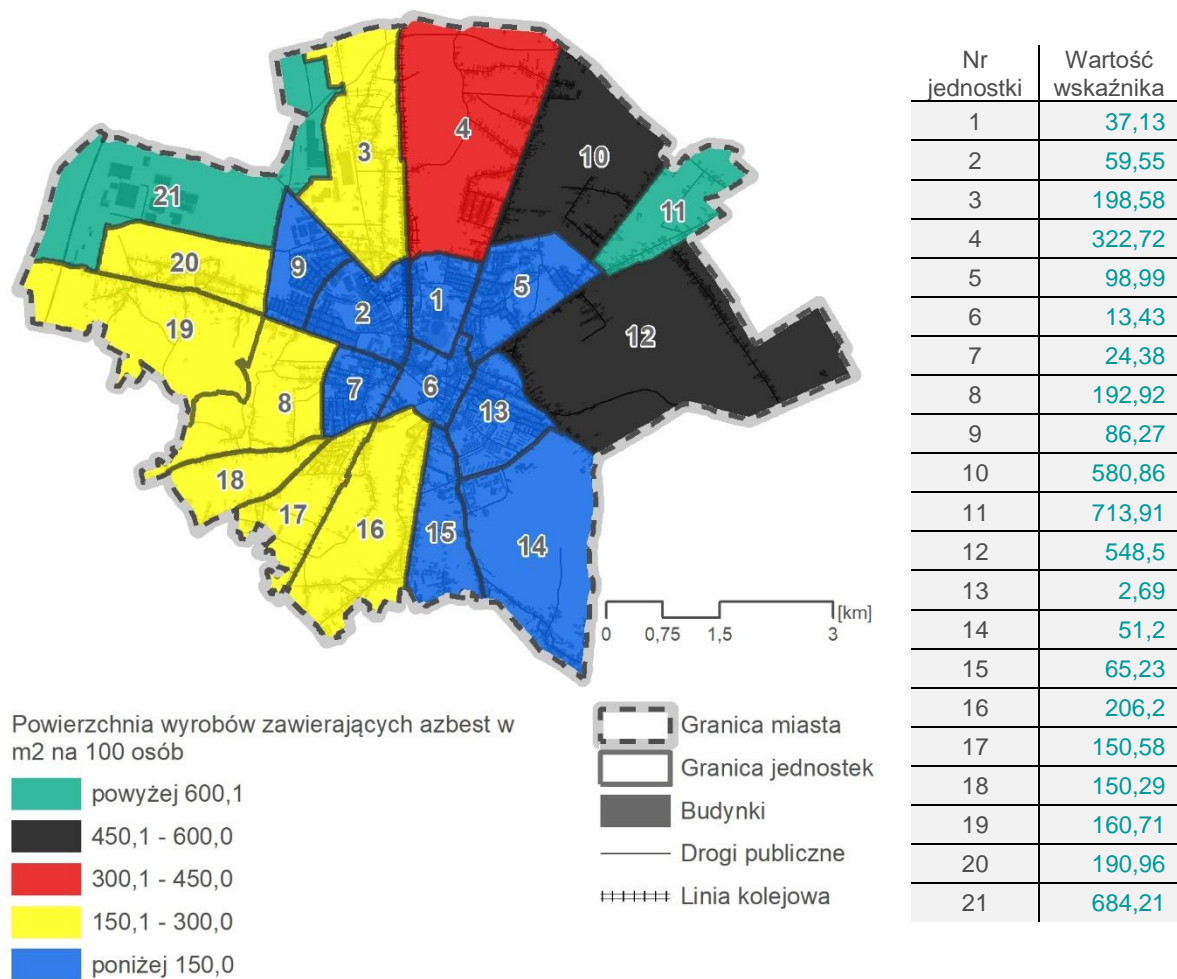 3
4
10
11
21
20
9
2
1
5
19
12
8
7
6
13
18
17
16
15
14
[km]
0 0,75 1,5 3
Powierzchnia wyrobów zawierających azbest w
m2 na 100 osób
powyżej 600,1
450,1 - 600,0
300,1 - 450,0
150,1 - 300,0
poniżej 150,0
Granica miasta
Granica jednostek
Budynki
Drogi publiczne
Linia kolejowa
Nr Wartość
jednostki wskaźnika
1 37,13
2 59,55
3 198,58
4 322,72
5 98,99
6 13,43
7 24,38
8 192,92
9 86,27
10 580,86
11 713,91
12 548,5
13 2,69
14 51,2
15 65,23
16 206,2
17 150,58
18 150,29
19 160,71
20 190,96
21 684,21